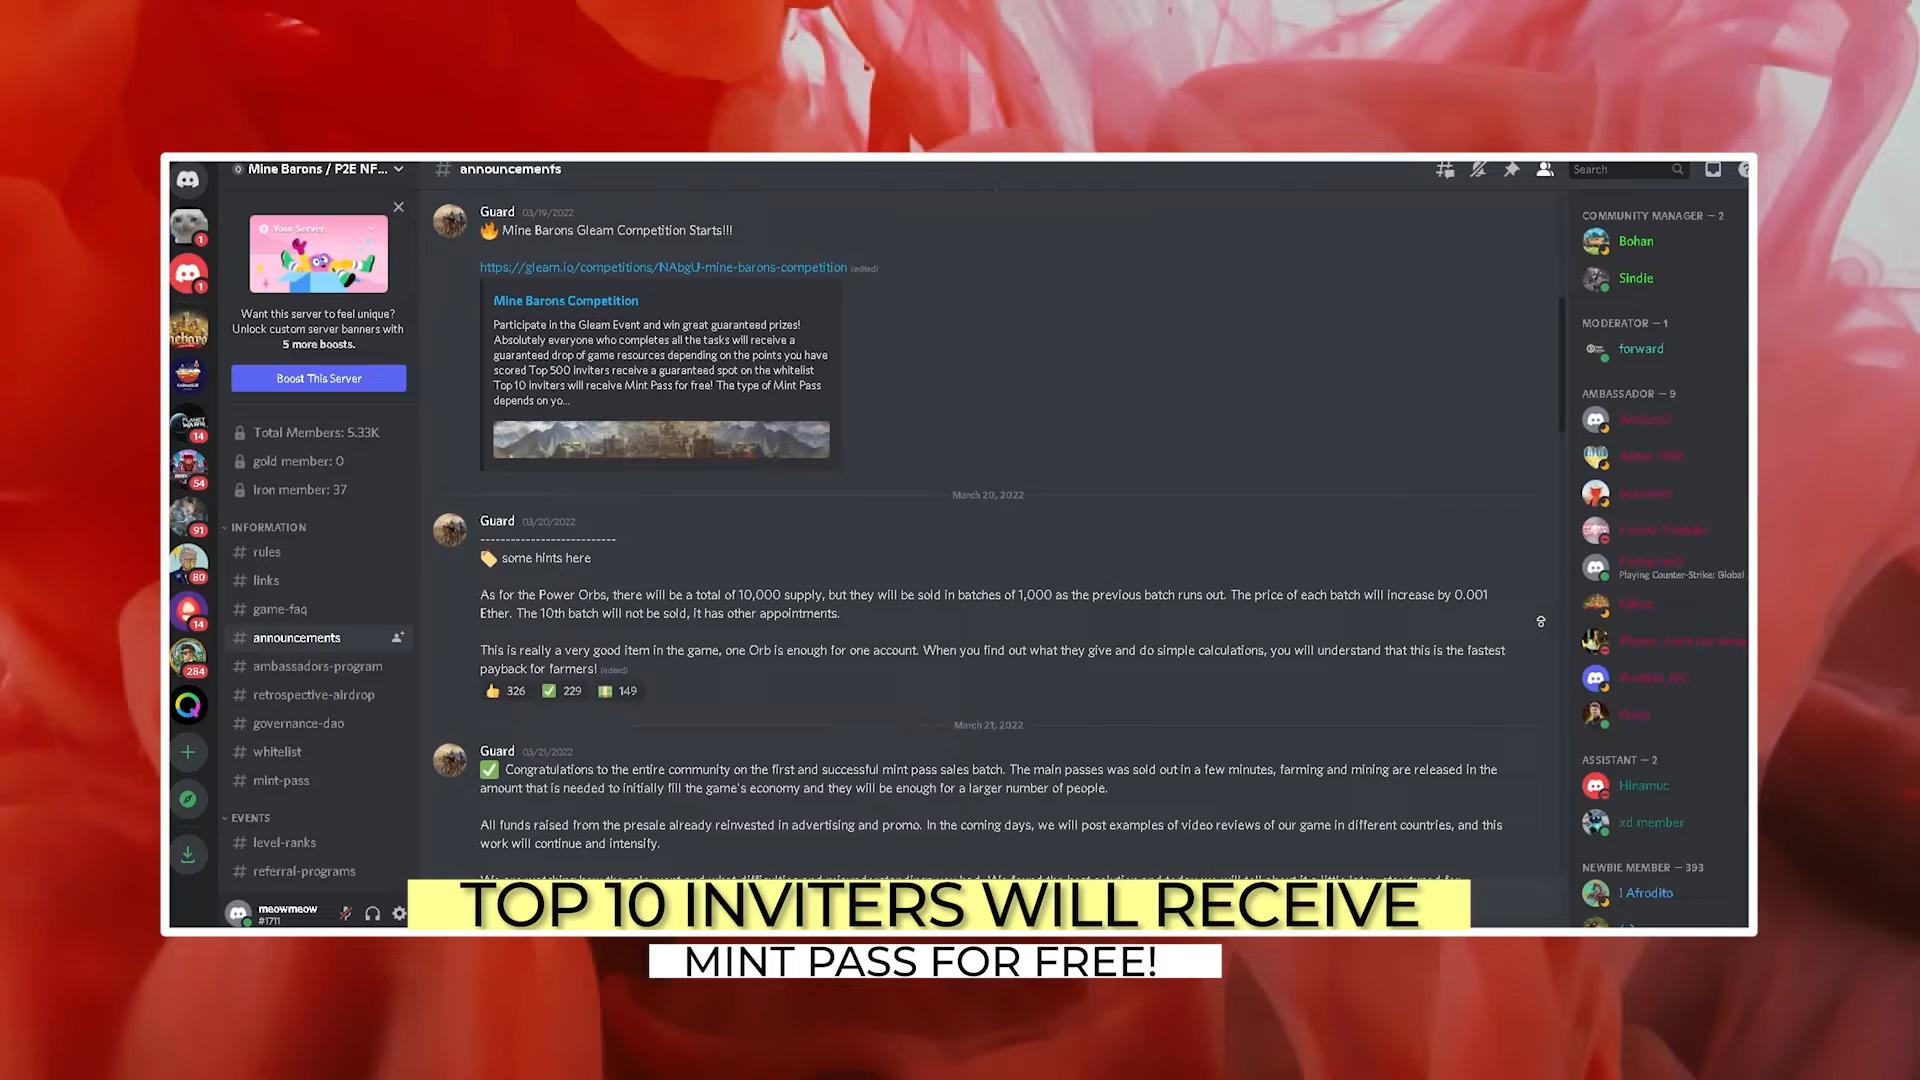 Mine Barons / P2E NF...
# announcements
Search
Your Server
Want this server to feel unique?
Unlock custom server banners with
5 more boosts.
Boost This Server
Total Members: 5.33K
gold member: 0
Iron member: 37
INFORMATION
# rules
# links
# game-faq
# announcements
# ambassadors-program
# retrospective-airdrop
# governance-dao
# whitelist
# mint-pass
EVENTS
# level-ranks
# referral-programs
meowmeow
#1711
1
1
14
54
91
80
14
284
Guard 03/19/2022
Mine Barons Gleam Competition Starts!!!
https://gleam.io/competitions/NAbgU-mine-barons-competition (edited)
Mine Barons Competition
Participate in the Gleam Event and win great guaranteed prizes!
Absolutely everyone who completes all the tasks will receive a
guaranteed drop of game resources depending on the points you have
scored Top 500 inviters receive a guaranteed spot on the whitelist
Top 10 inviters will receive Mint Pass for free! The type of Mint Pass
depends on yo...
March 20, 2022
Guard 03/20/2022
----------------------------
some hints here
As for the Power Orbs, there will be a total of 10,000 supply, but they will be sold in batches of 1,000 as the previous batch runs out. The price of each batch will increase by 0.001
Ether. The 10th batch will not be sold, it has other appointments.
This is really a very good item in the game, one Orb is enough for one account. When you find out what they give and do simple calculations, you will understand that this is the fastest
payback for farmers! (edited)
326 229 149
March 21, 2022
Guard 03/21/2022
Congratulations to the entire community on the first and successful mint pass sales batch. The main passes was sold out in a few minutes, farming and mining are released in the
amount that is needed to initially fill the game's economy and they will be enough for a larger number of people.
All funds raised from the presale already reinvested in advertising and promo. In the coming days, we will post examples of video reviews of our game in different countries, and this
work will continue and intensify.
COMMUNITY MANAGER — 2
Bohan
Sindie
MODERATOR — 1
forward
AMBASSADOR — 9
Playing Counter-Strike: Global
ASSISTANT — 2
Hinamuc
xd member
NEWBIE MEMBER — 393
! Afrodito
TOP 10 INVITERS WILL RECEIVE
MINT PASS FOR FREE!